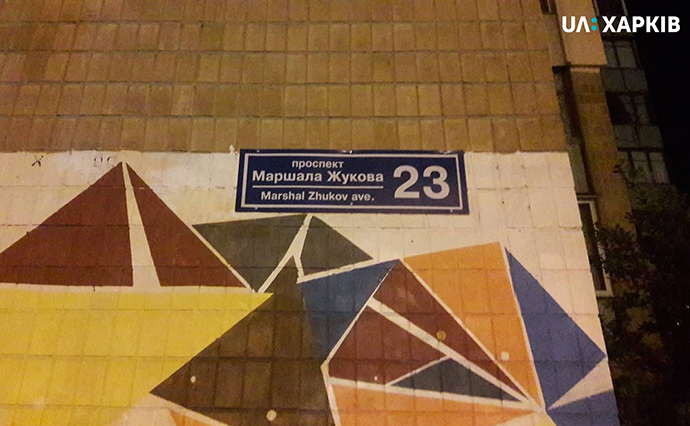 UA:ХАРКІВ
проспект
Маршала Жукова
Marshal Zhukov ave.
23